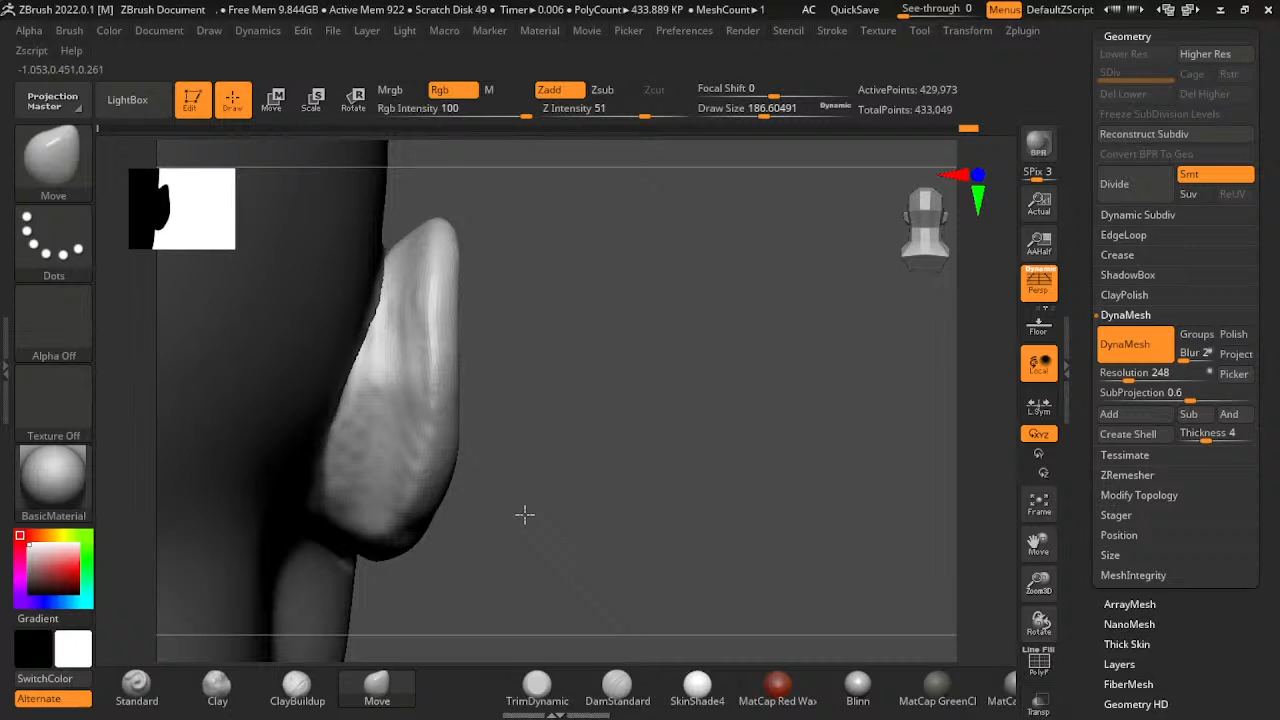 ZBrush 2022.0.1 [M] ZBrush Document • Free Mem 9.844GB • Active Mem 922 • Scratch Disk 49 • Timer▶0.006 • PolyCount▶433.889 KP • MeshCount▶1 AC QuickSave See-through 0 Menus DefaultZScript
Alpha Brush Color Document Draw Dynamics Edit File Layer Light Macro Marker Material Movie Picker Preferences Render Stencil Stroke Texture Tool Transform Zplugin
Zscript Help
-1.053,0.451,0.261
Projection Master LightBox Edit Draw Move Scale Rotate
Mrgb Rgb M Zadd Zsub Zcut Focal Shift 0 ActivePoints: 429,973
Rgb Intensity 100 Z Intensity 51 Draw Size 186.60491 Dynamic TotalPoints: 433,049
Move
Dots
Alpha Off
Texture Off
BasicMaterial
Gradient
SwitchColor
Alternate
BPR
SPix 3
Actual
AAHalf
Dynamic
Persp
Floor
Local
L.Sym
XYZ
Frame
Move
Zoom3D
Rotate
Line Fill
PolyF
Transp
Geometry
Lower Res Higher Res
SDiv Cage Rstr
Del Lower Del Higher
Freeze SubDivision Levels
Reconstruct Subdiv
Convert BPR To Geo
Divide Smt
Suv ReUV
Dynamic Subdiv
EdgeLoop
Crease
ShadowBox
ClayPolish
DynaMesh
DynaMesh Groups Polish
Blur 2 Project
Resolution 248 Picker
SubProjection 0.6
Add Sub And
Create Shell Thickness 4
Tessimate
ZRemesher
Modify Topology
Stager
Position
Size
MeshIntegrity
ArrayMesh
NanoMesh
Thick Skin
Layers
FiberMesh
Geometry HD
Standard Clay ClayBuildup Move TrimDynamic DamStandard SkinShade4 MatCap Red Wax Blinn MatCap GreenCl MatCa